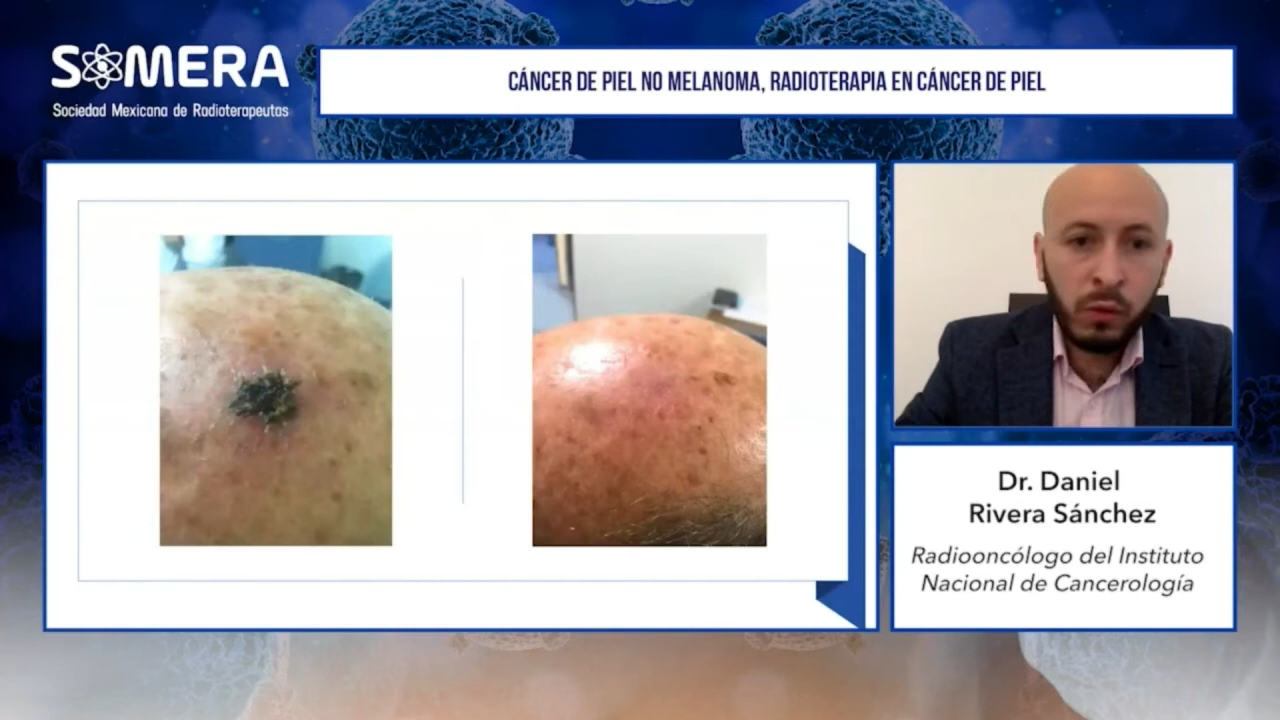 SOMERA
Sociedad Mexicana de Radioterapeutas
CÁNCER DE PIEL NO MELANOMA, RADIOTERAPIA EN CÁNCER DE PIEL
Dr. Daniel
Rivera Sánchez
Radiooncólogo del Instituto
Nacional de Cancerología